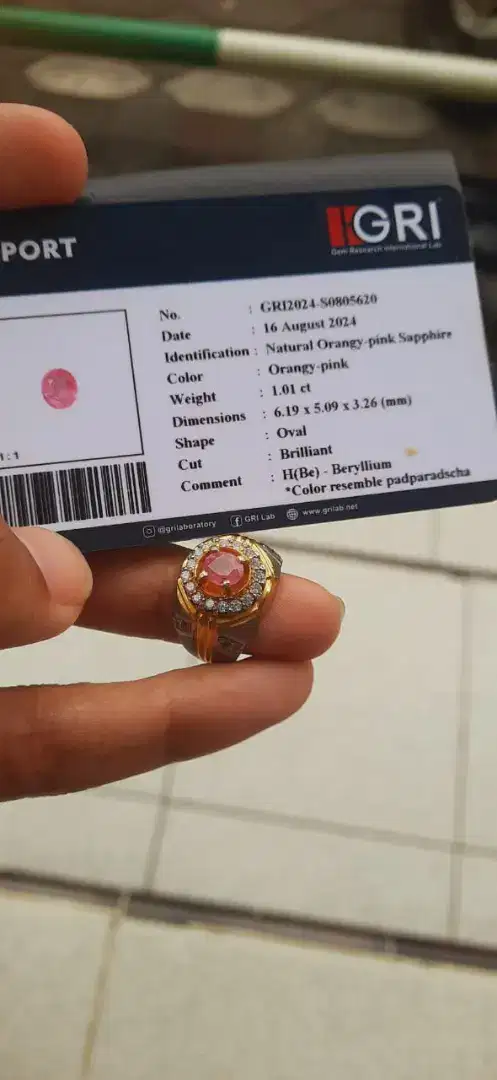 PORT
GRI
Gem Research International Lab
No. : GRI2024-S0805620
Date : 16 August 2024
Identification : Natural Orangy-pink Sapphire
Color : Orangy-pink
Weight : 1.01 ct
Dimensions : 6.19 x 5.09 x 3.26 (mm)
Shape : Oval
Cut : Brilliant
Comment : H(Be) - Beryllium
*Color resemble padparadscha
1:1
@grilaboratory GRI Lab www.grilab.net